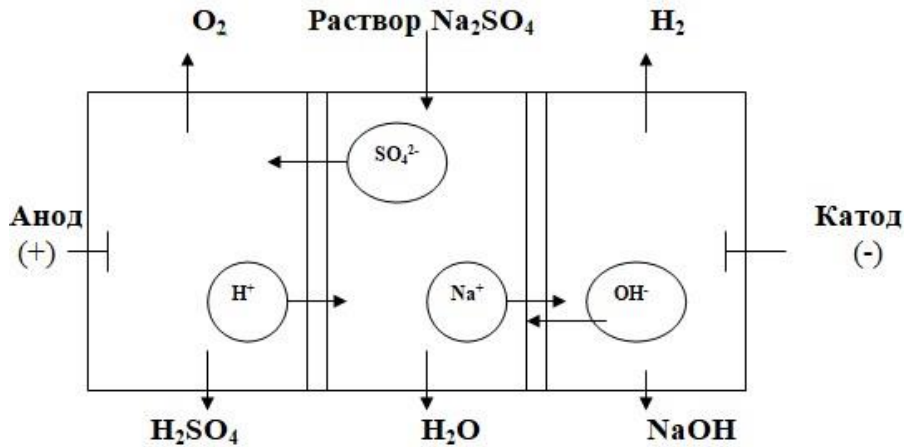 O₂ Раствор Na₂SO₄ H₂
SO₄²⁻
Анод
(+)
Катод
(-)
H⁺ Na⁺ OH⁻
H₂SO₄ H₂O NaOH